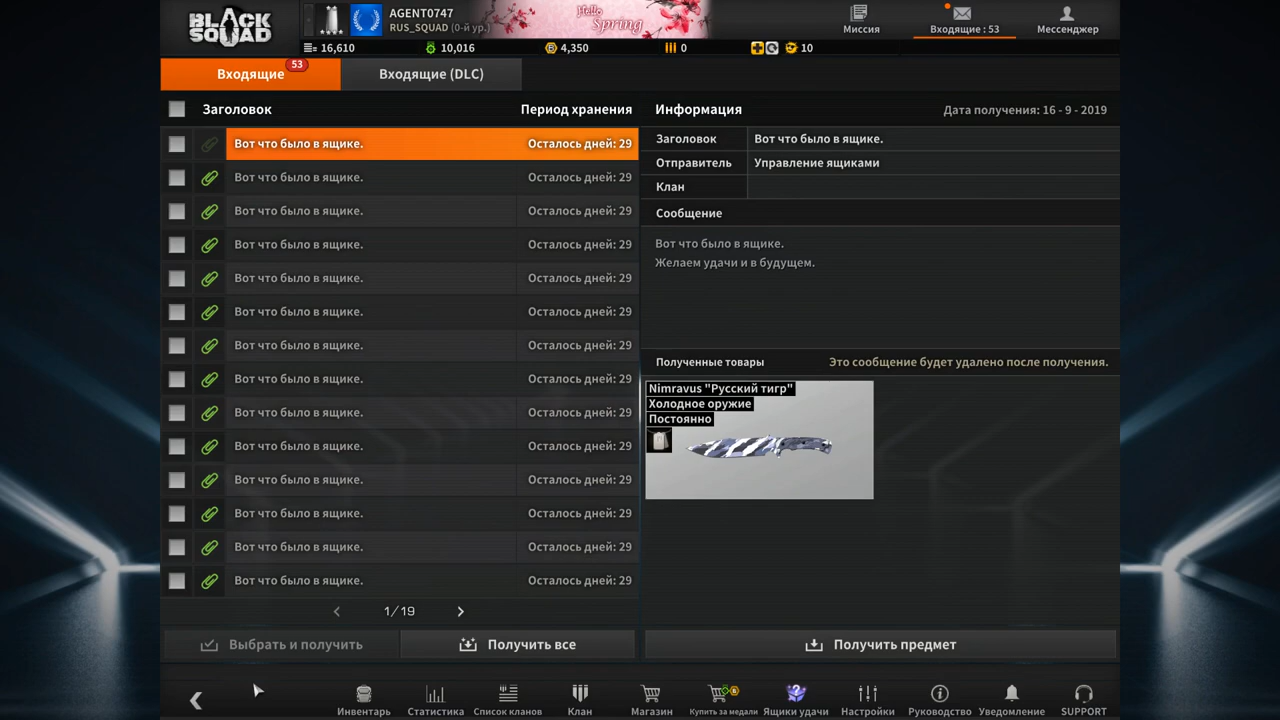 BLACK SQUAD
AGENT0747
RUS_SQUAD (0-й ур.)
Hello Spring
Миссия
Входящие : 53
Мессенджер
16,610
10,016
4,350
0
10
Входящие
53
Входящие (DLC)
Заголовок
Период хранения
Вот что было в ящике. Осталось дней: 29
Вот что было в ящике. Осталось дней: 29
Вот что было в ящике. Осталось дней: 29
Вот что было в ящике. Осталось дней: 29
Вот что было в ящике. Осталось дней: 29
Вот что было в ящике. Осталось дней: 29
Вот что было в ящике. Осталось дней: 29
Вот что было в ящике. Осталось дней: 29
Вот что было в ящике. Осталось дней: 29
Вот что было в ящике. Осталось дней: 29
Вот что было в ящике. Осталось дней: 29
Вот что было в ящике. Осталось дней: 29
Вот что было в ящике. Осталось дней: 29
Вот что было в ящике. Осталось дней: 29
1/19
Выбрать и получить
Получить все
Информация
Дата получения: 16 - 9 - 2019
Заголовок Вот что было в ящике.
Отправитель Управление ящиками
Клан
Сообщение
Вот что было в ящике.
Желаем удачи и в будущем.
Полученные товары
Это сообщение будет удалено после получения.
Nimravus "Русский тигр"
Холодное оружие
Постоянно
Получить предмет
Инвентарь
Статистика
Список кланов
Клан
Магазин
Купить за медали
Ящики удачи
Настройки
Руководство
Уведомление
SUPPORT